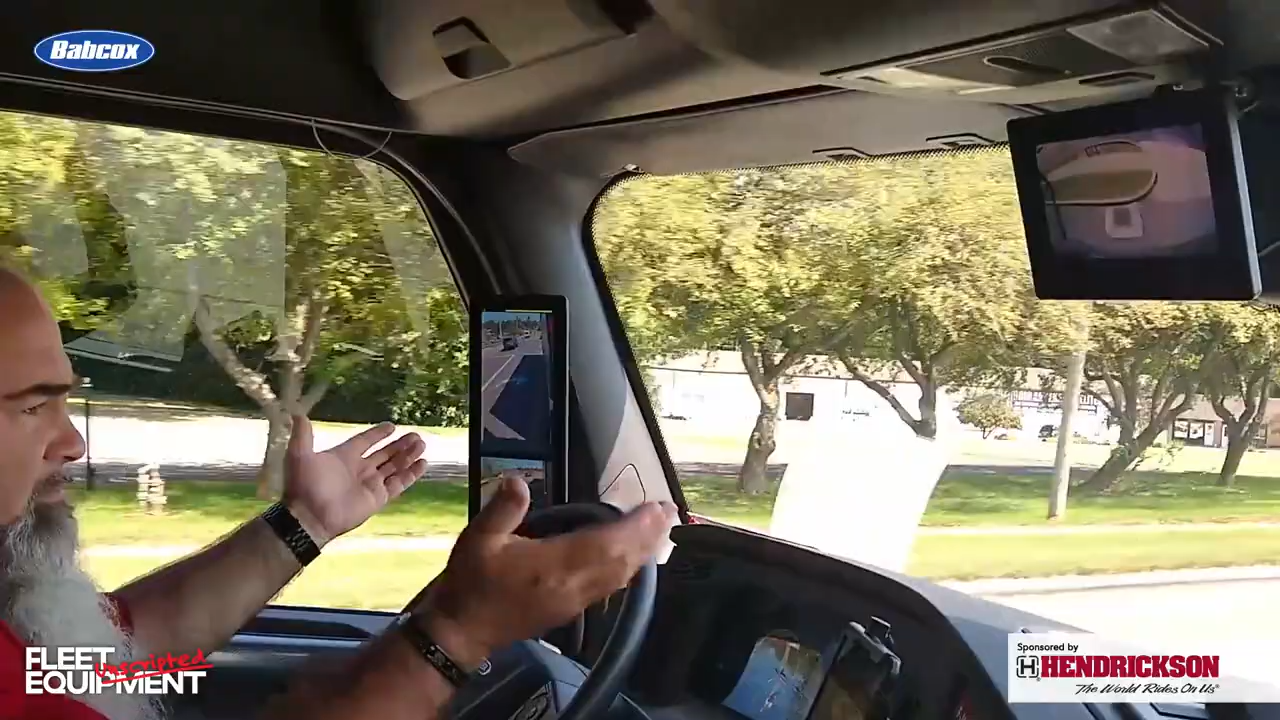 Babcox
FLEET
Unscripted
EQUIPMENT
Sponsored by
HENDRICKSON
The World Rides On Us